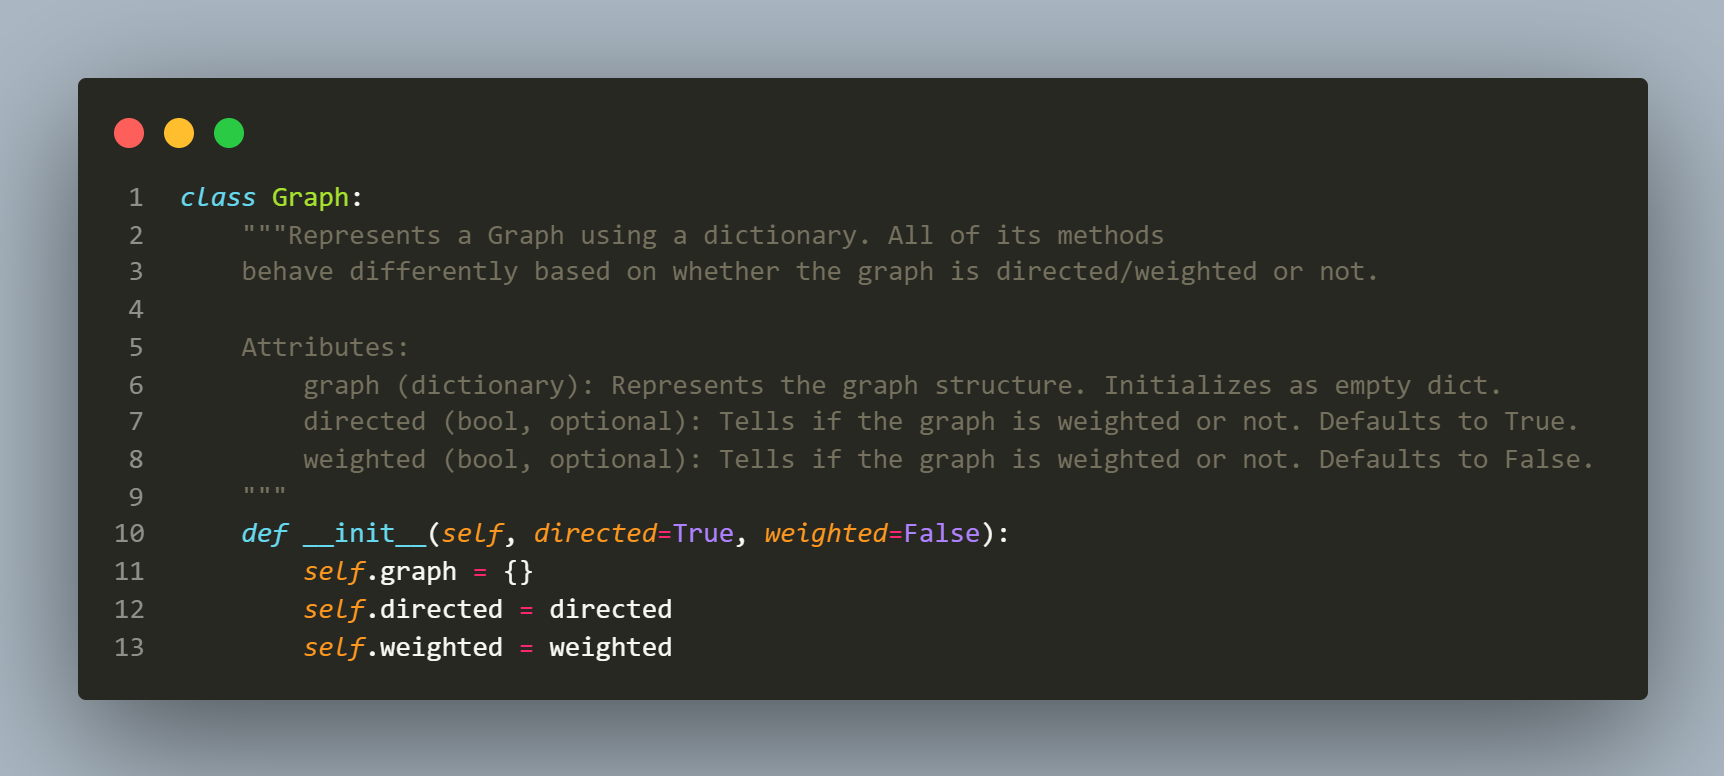 1 class Graph:
2     """Represents a Graph using a dictionary. All of its methods
3     behave differently based on whether the graph is directed/weighted or not.
4
5     Attributes:
6         graph (dictionary): Represents the graph structure. Initializes as empty dict.
7         directed (bool, optional): Tells if the graph is weighted or not. Defaults to True.
8         weighted (bool, optional): Tells if the graph is weighted or not. Defaults to False.
9     """
10     def __init__(self, directed=True, weighted=False):
11         self.graph = {}
12         self.directed = directed
13         self.weighted = weighted